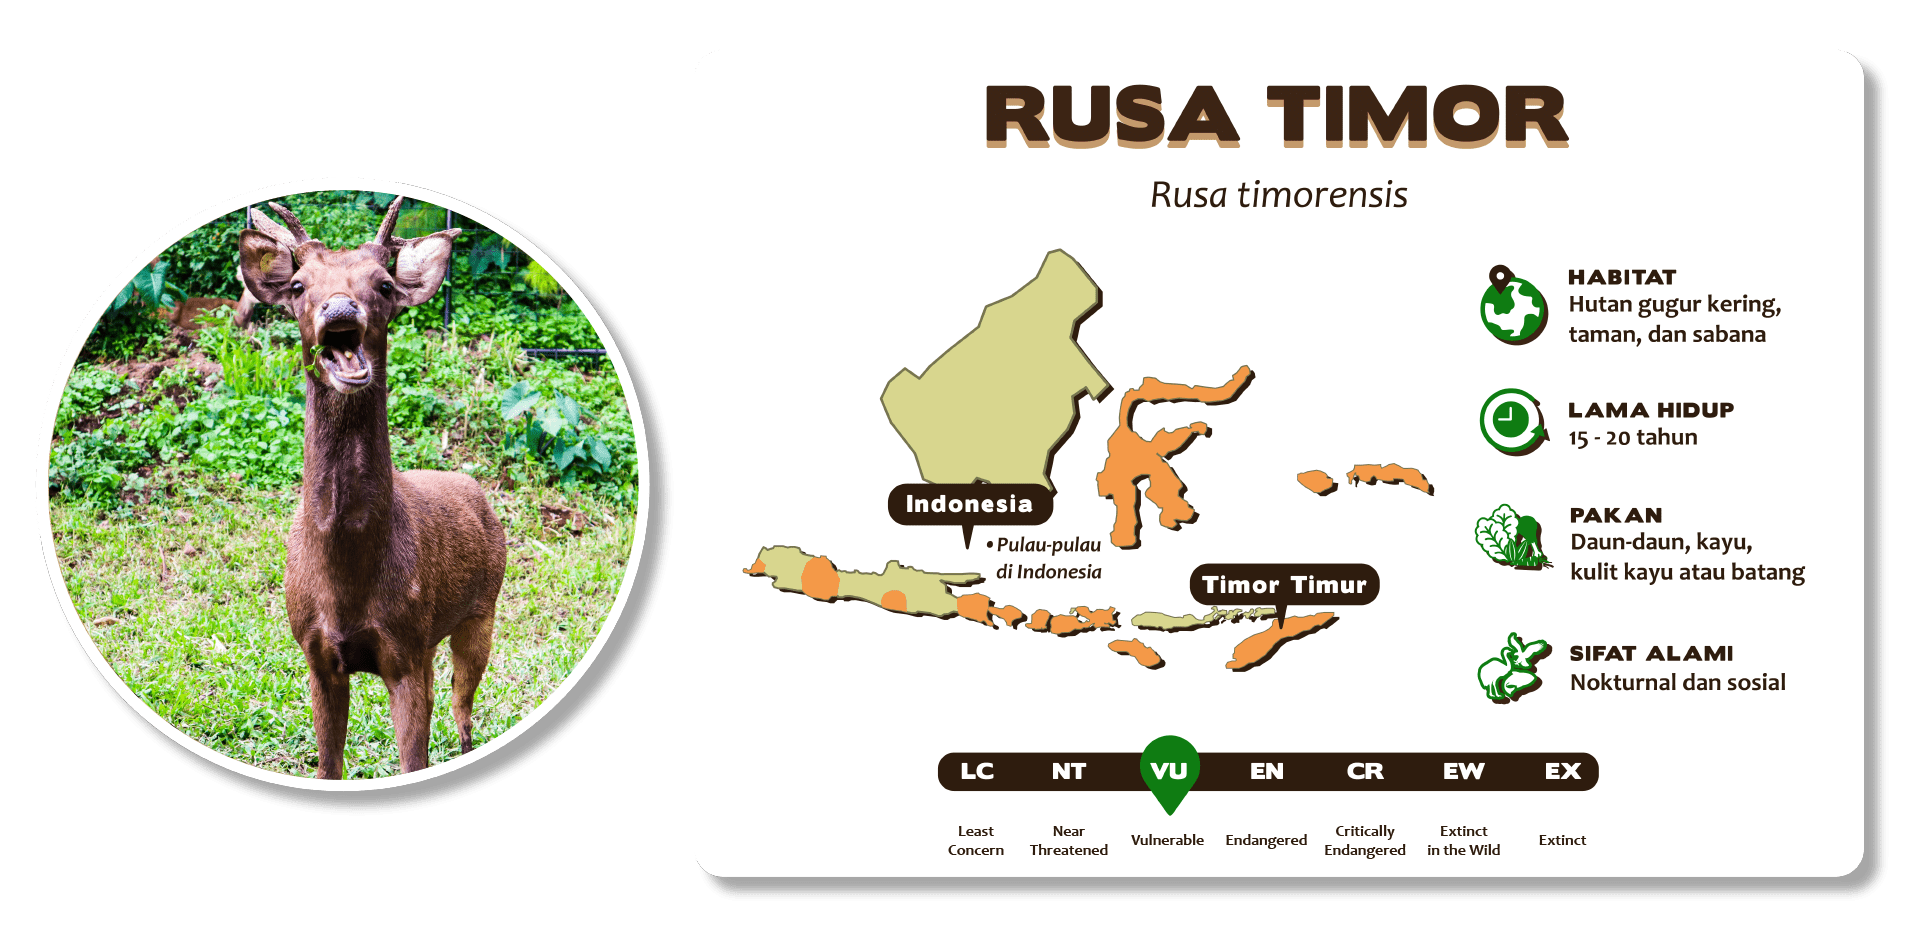 RUSA TIMOR
Rusa timorensis
Indonesia
• Pulau-pulau
di Indonesia
Timor Timur
HABITAT
Hutan gugur kering,
taman, dan sabana
LAMA HIDUP
15 - 20 tahun
PAKAN
Daun-daun, kayu,
kulit kayu atau batang
SIFAT ALAMI
Nokturnal dan sosial
LC NT VU EN CR EW EX
Least
Concern
Near
Threatened
Vulnerable
Endangered
Critically
Endangered
Extinct
in the Wild
Extinct